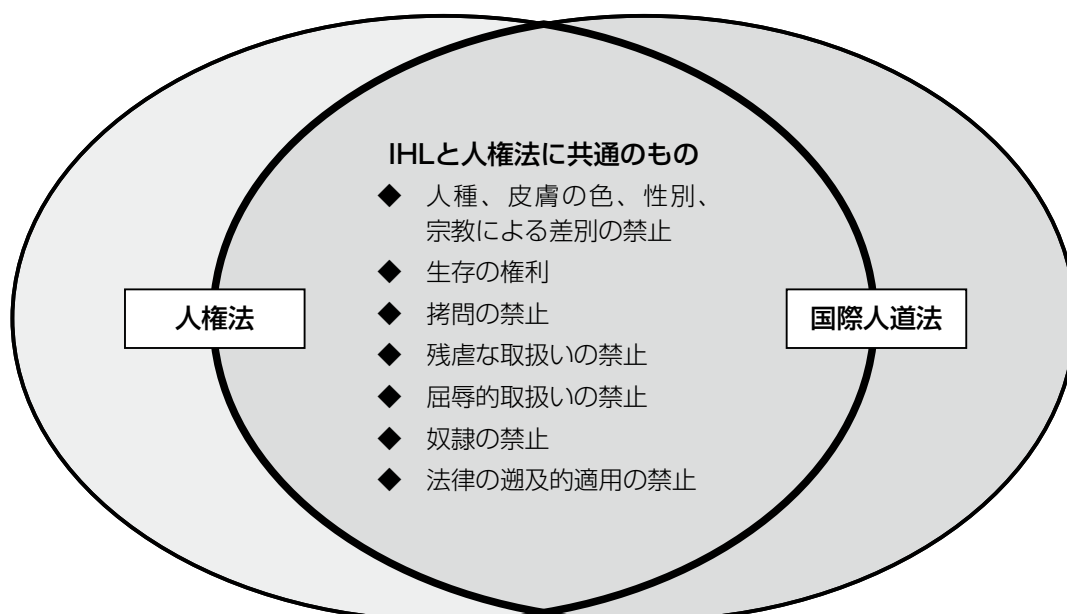 IHLと人権法に共通のもの
◆ 人種、皮膚の色、性別、
宗教による差別の禁止
◆ 生存の権利
◆ 拷問の禁止
◆ 残虐な取扱いの禁止
◆ 屈辱的取扱いの禁止
◆ 奴隷の禁止
◆ 法律の遡及的適用の禁止
人権法
国際人道法